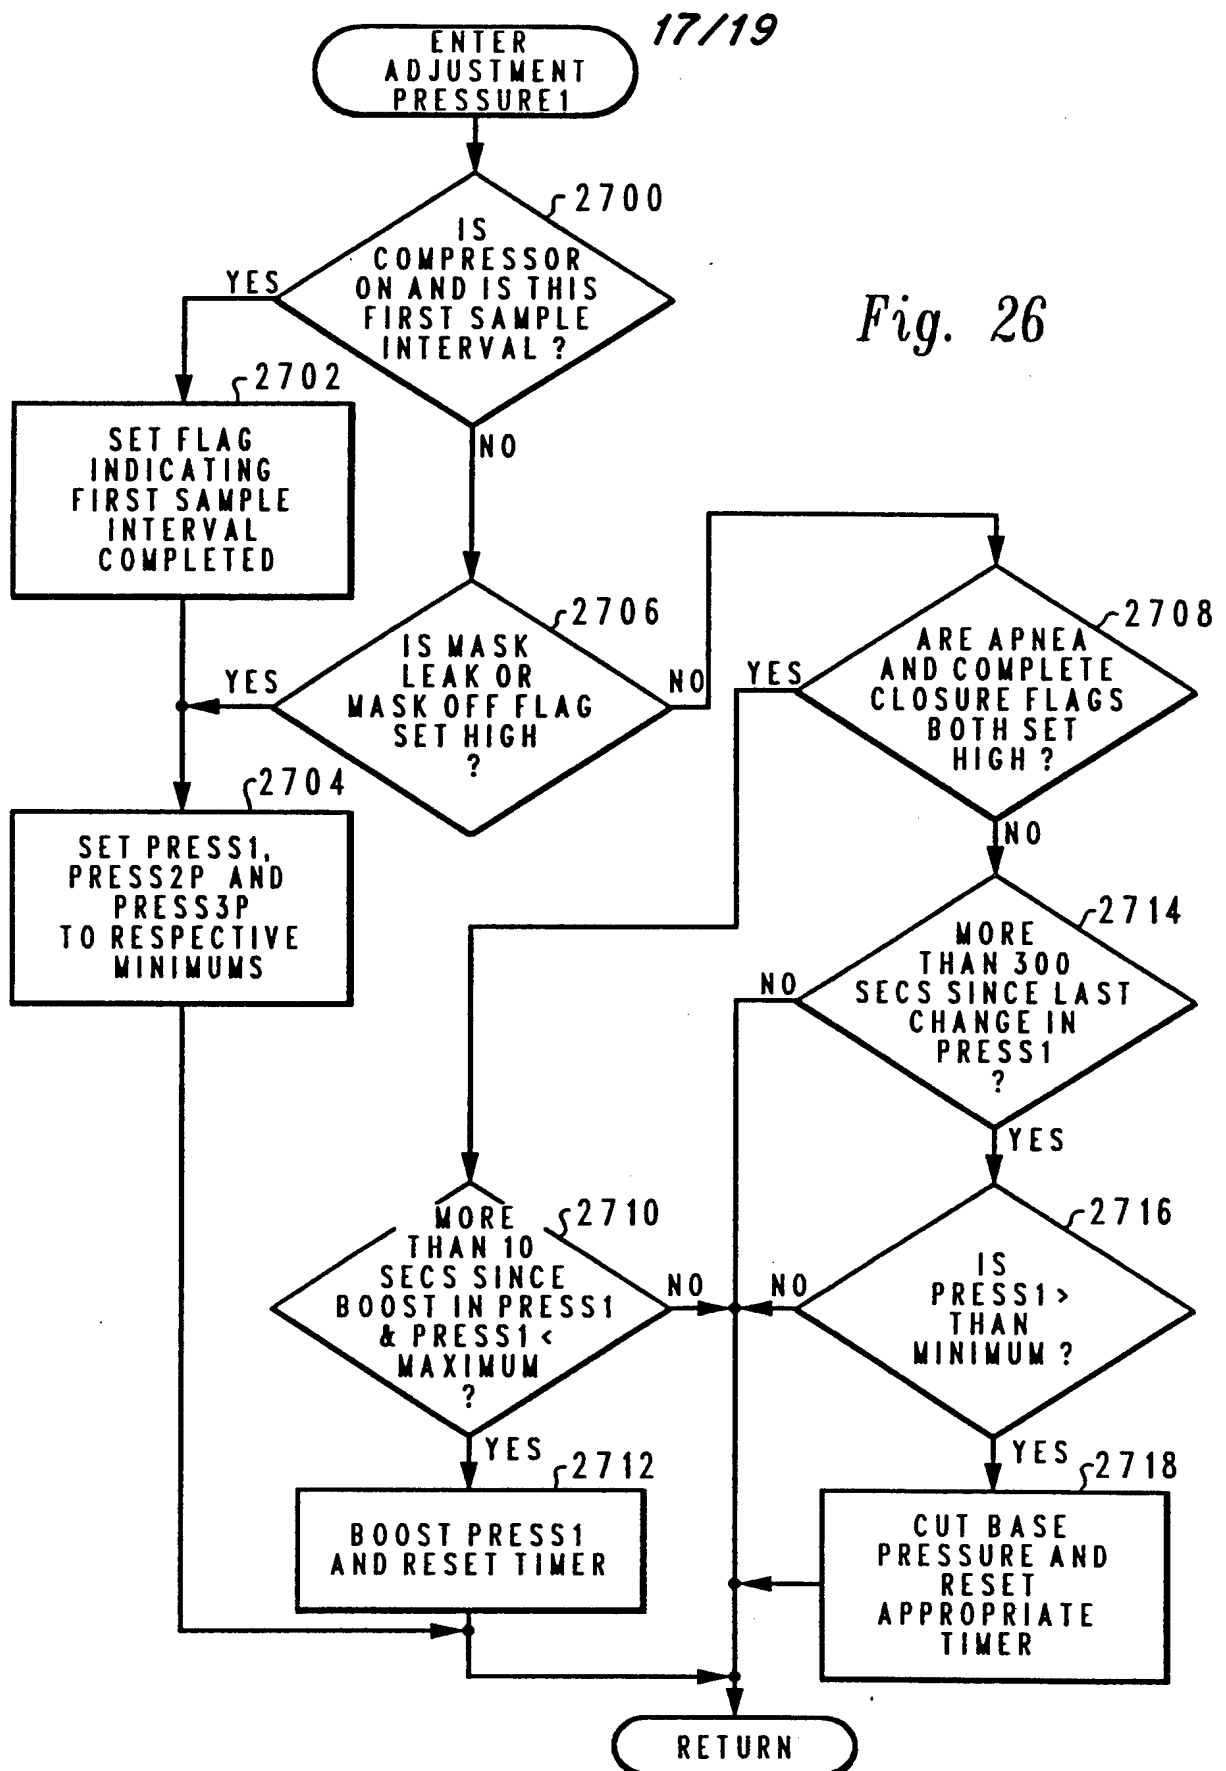 17/19
ENTER
ADJUSTMENT
PRESSURE1
2700
IS
COMPRESSOR
ON AND IS THIS
FIRST SAMPLE
INTERVAL ?
YES
NO
Fig. 26
2702
SET FLAG
INDICATING
FIRST SAMPLE
INTERVAL
COMPLETED
2706
IS MASK
LEAK OR
MASK OFF FLAG
SET HIGH
?
YES
NO
2708
ARE APNEA
AND COMPLETE
CLOSURE FLAGS
BOTH SET
HIGH ?
YES
NO
2704
SET PRESS1,
PRESS2P AND
PRESS3P
TO RESPECTIVE
MINIMUMS
2714
MORE
THAN 300
SECS SINCE LAST
CHANGE IN
PRESS1
?
NO
YES
2710
MORE
THAN 10
SECS SINCE
BOOST IN PRESS1
& PRESS1 <
MAXIMUM
?
NO
YES
2716
IS
PRESS1 >
THAN
MINIMUM ?
NO
YES
2712
BOOST PRESS1
AND RESET TIMER
2718
CUT BASE
PRESSURE AND
RESET
APPROPRIATE
TIMER
RETURN